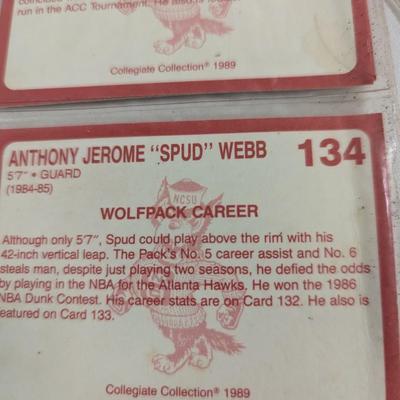 run in the ACC Tournament. He also is
Collegiate Collection® 1989
ANTHONY JEROME "SPUD" WEBB 134
5'7" • GUARD
(1984-85)
NCSU
WOLFPACK CAREER
Although only 5'7", Spud could play above the rim with his
42-inch vertical leap. The Pack's No. 5 career assist and No. 6
steals man, despite just playing two seasons, he defied the odds
by playing in the NBA for the Atlanta Hawks. He won the 1986
NBA Dunk Contest. His career stats are on Card 132. He also is
featured on Card 133.
Collegiate Collection® 1989